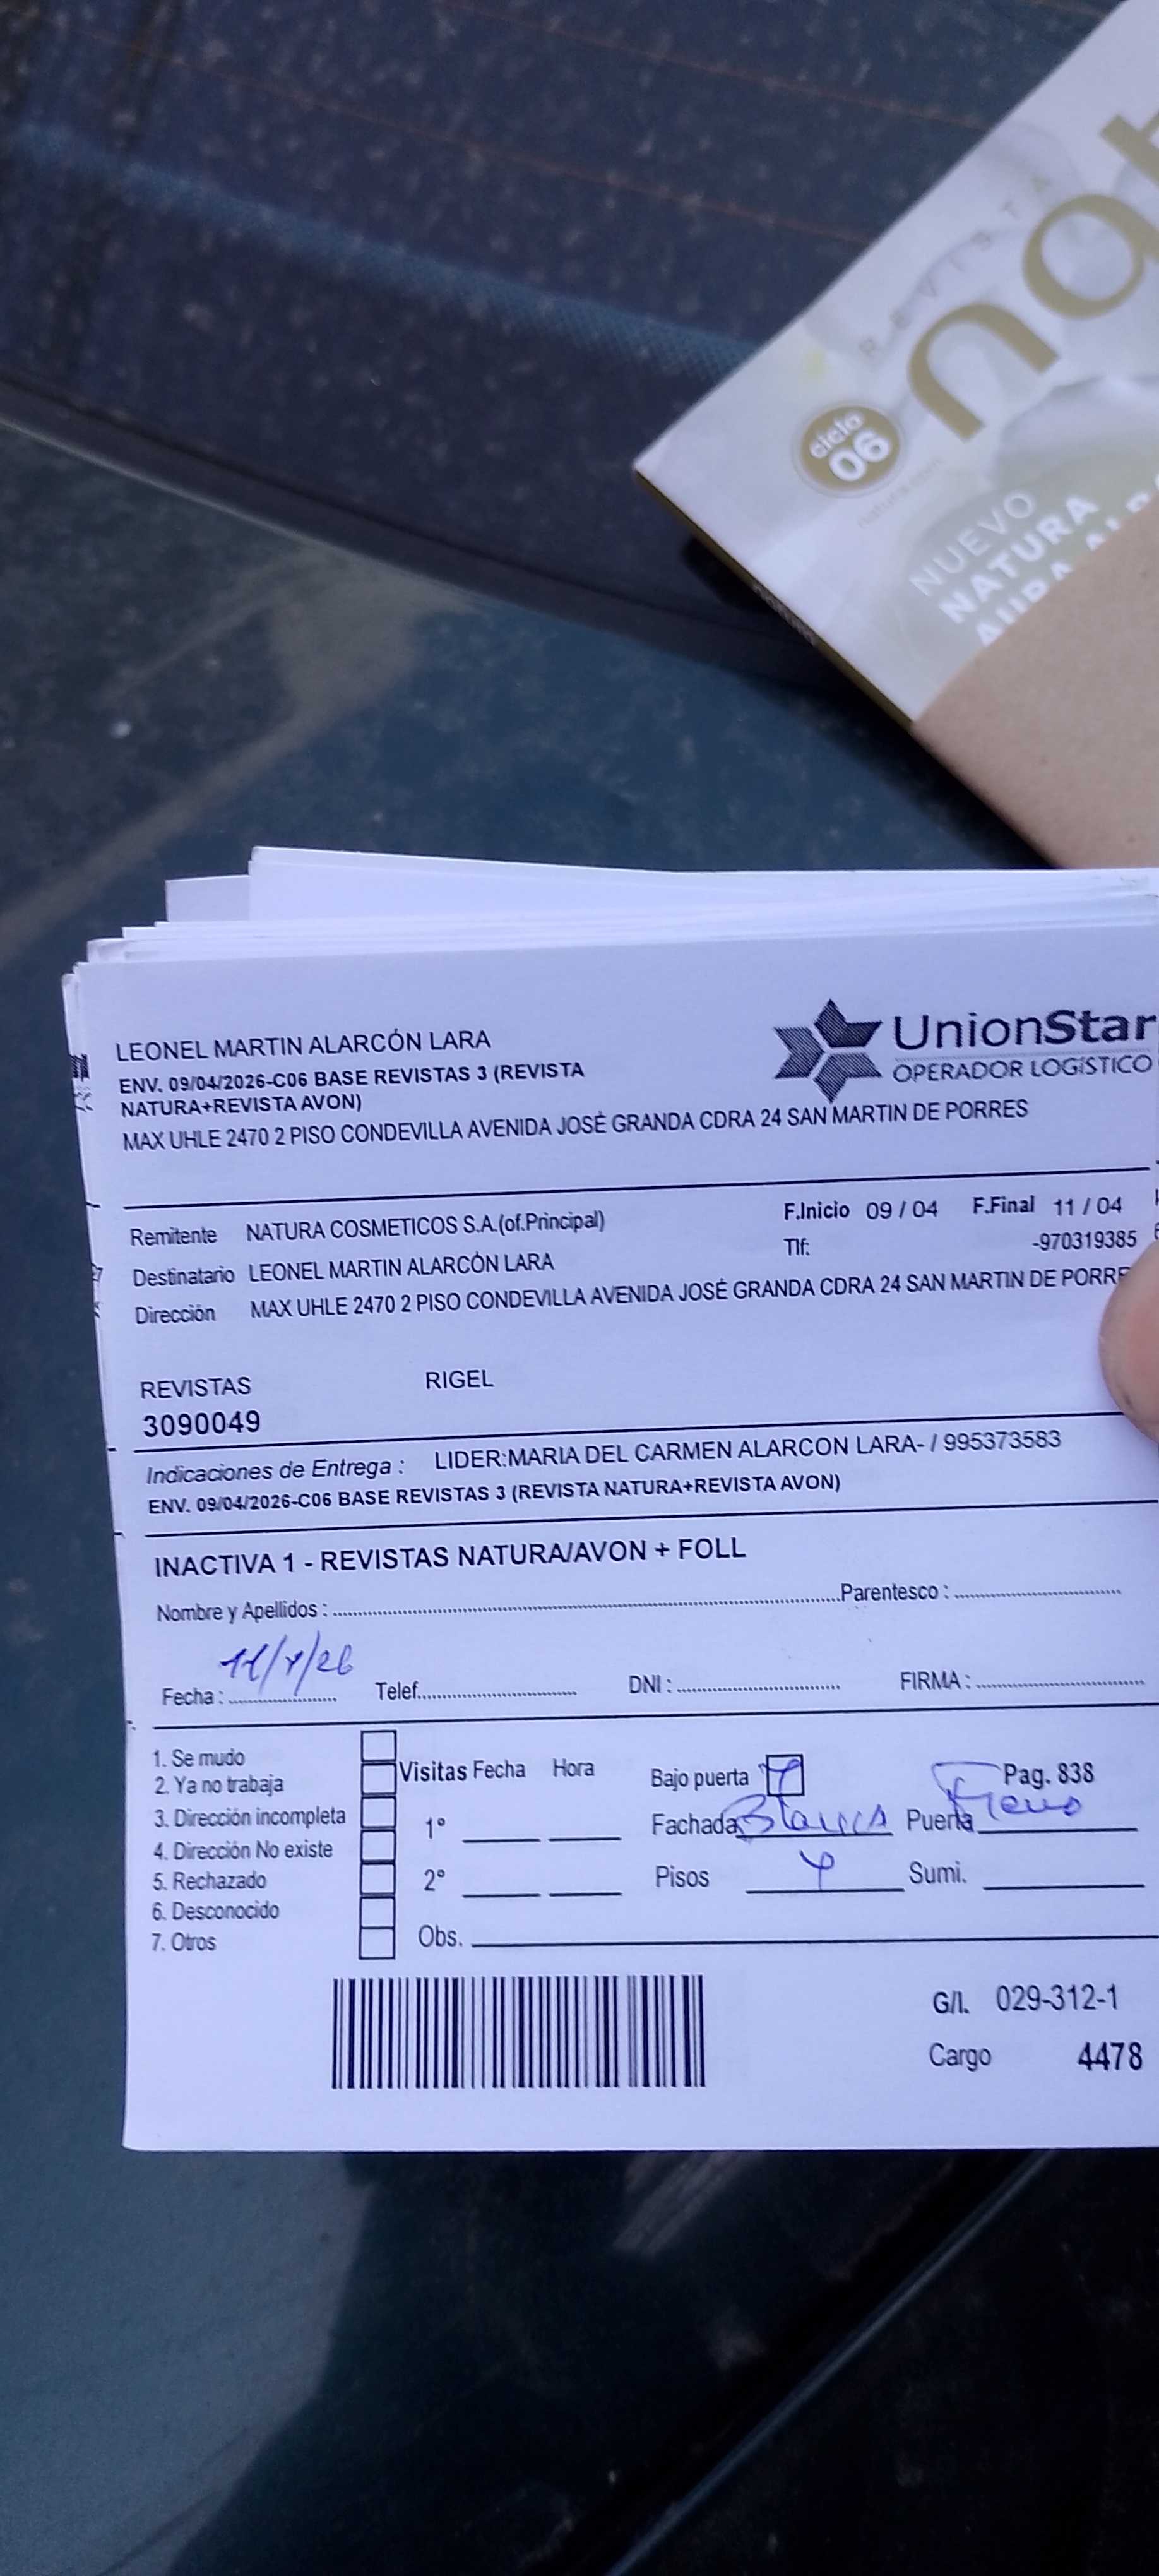 REVISTA
nat
ciclo
06
NUEVO
NATURA
AURA
LEONEL MARTIN ALARCÓN LARA
ENV. 09/04/2026-C06 BASE REVISTAS 3 (REVISTA
NATURA+REVISTA AVON)
MAX UHLE 2470 2 PISO CONDEVILLA AVENIDA JOSÉ GRANDA CDRA 24 SAN MARTIN DE PORRES
UnionStar
OPERADOR LOGÍSTICO
Remitente NATURA COSMETICOS S.A.(of.Principal) F.Inicio 09 / 04 F.Final 11 / 04
Tlf: -970319385
Destinatario LEONEL MARTIN ALARCÓN LARA
Dirección MAX UHLE 2470 2 PISO CONDEVILLA AVENIDA JOSÉ GRANDA CDRA 24 SAN MARTIN DE PORRE
REVISTAS RIGEL
3090049
Indicaciones de Entrega : LIDER:MARIA DEL CARMEN ALARCON LARA- / 995373583
ENV. 09/04/2026-C06 BASE REVISTAS 3 (REVISTA NATURA+REVISTA AVON)
INACTIVA 1 - REVISTAS NATURA/AVON + FOLL
Nombre y Apellidos : Parentesco :
Fecha : 11/4/26 Telef. DNI : FIRMA :
1. Se mudo
2. Ya no trabaja
3. Dirección incompleta
4. Dirección No existe
5. Rechazado
6. Desconocido
7. Otros
Visitas Fecha Hora
1°
2°
Obs.
Bajo puerta Pag. 838
Fachada Blanca Puerta Fierro
Pisos 4 Sumi.
G/I. 029-312-1
Cargo 4478